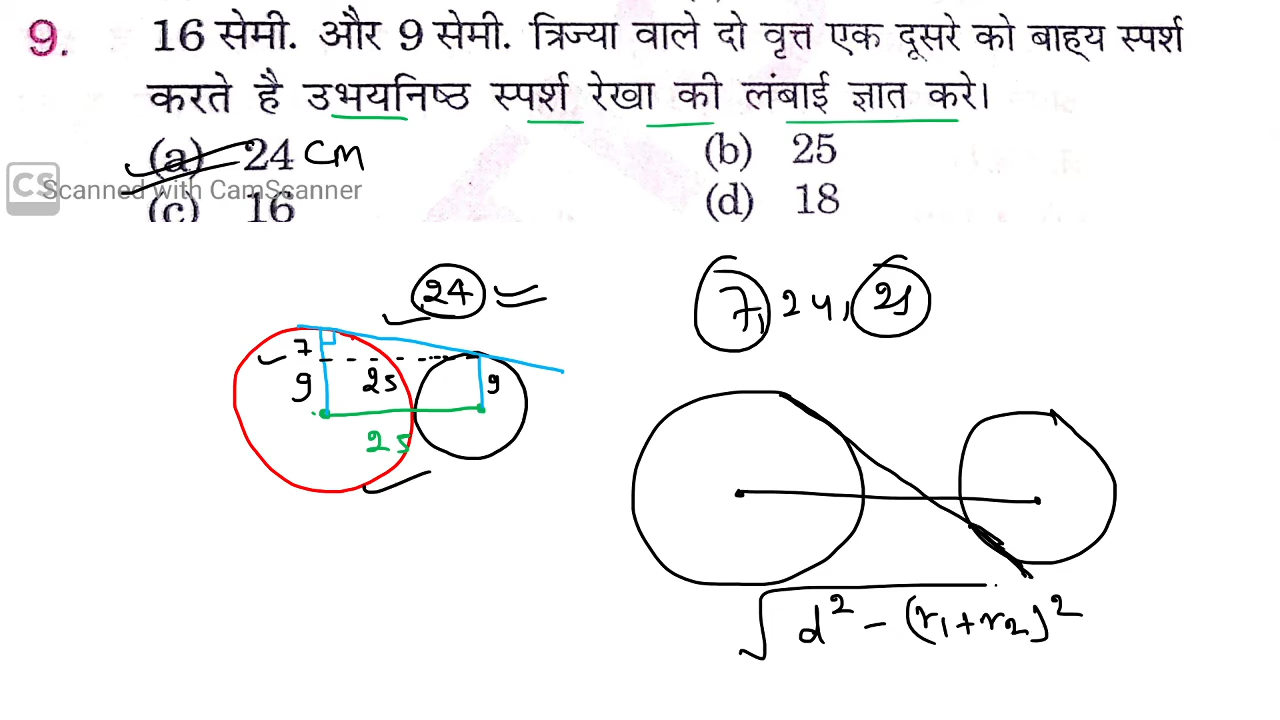 9. 16 सेमी. और 9 सेमी. त्रिज्या वाले दो वृत्त एक दूसरे को बाह्य स्पर्श
करते है उभयनिष्ठ स्पर्श रेखा की लंबाई ज्ञात करे।
(a) 24 CM (b) 25
CS Scanned with CamScanner
(c) 16 (d) 18
24 7, 24, 25
7
9 25 9
25
√d² - (r₁+r₂)²